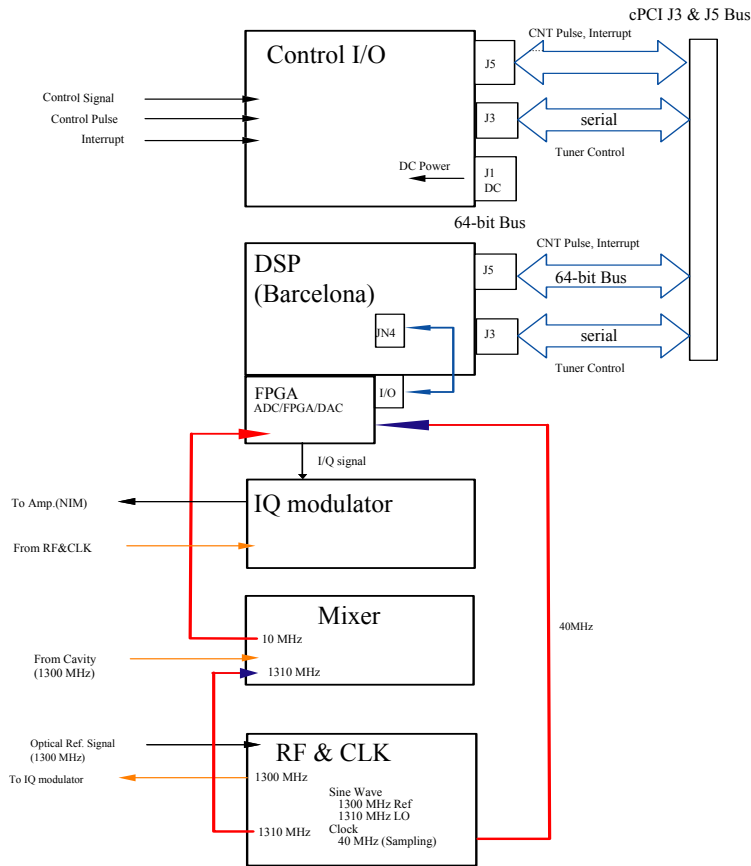 cPCI J3 & J5 Bus
CNT Pulse, Interrupt
Control I/O
J5
Control Signal
Control Pulse
Interrupt
J3
serial
Tuner Control
DC Power
J1
DC
64-bit Bus
CNT Pulse, Interrupt
DSP
(Barcelona)
J5
64-bit Bus
JN4
J3
serial
Tuner Control
FPGA
ADC/FPGA/DAC
I/O
I/Q signal
To Amp.(NIM)
IQ modulator
From RF&CLK
Mixer
40MHz
10 MHz
From Cavity
(1300 MHz)
1310 MHz
Optical Ref. Signal
(1300 MHz)
RF & CLK
To IQ modulator
1300 MHz
Sine Wave
1300 MHz Ref
1310 MHz LO
1310 MHz
Clock
40 MHz (Sampling)